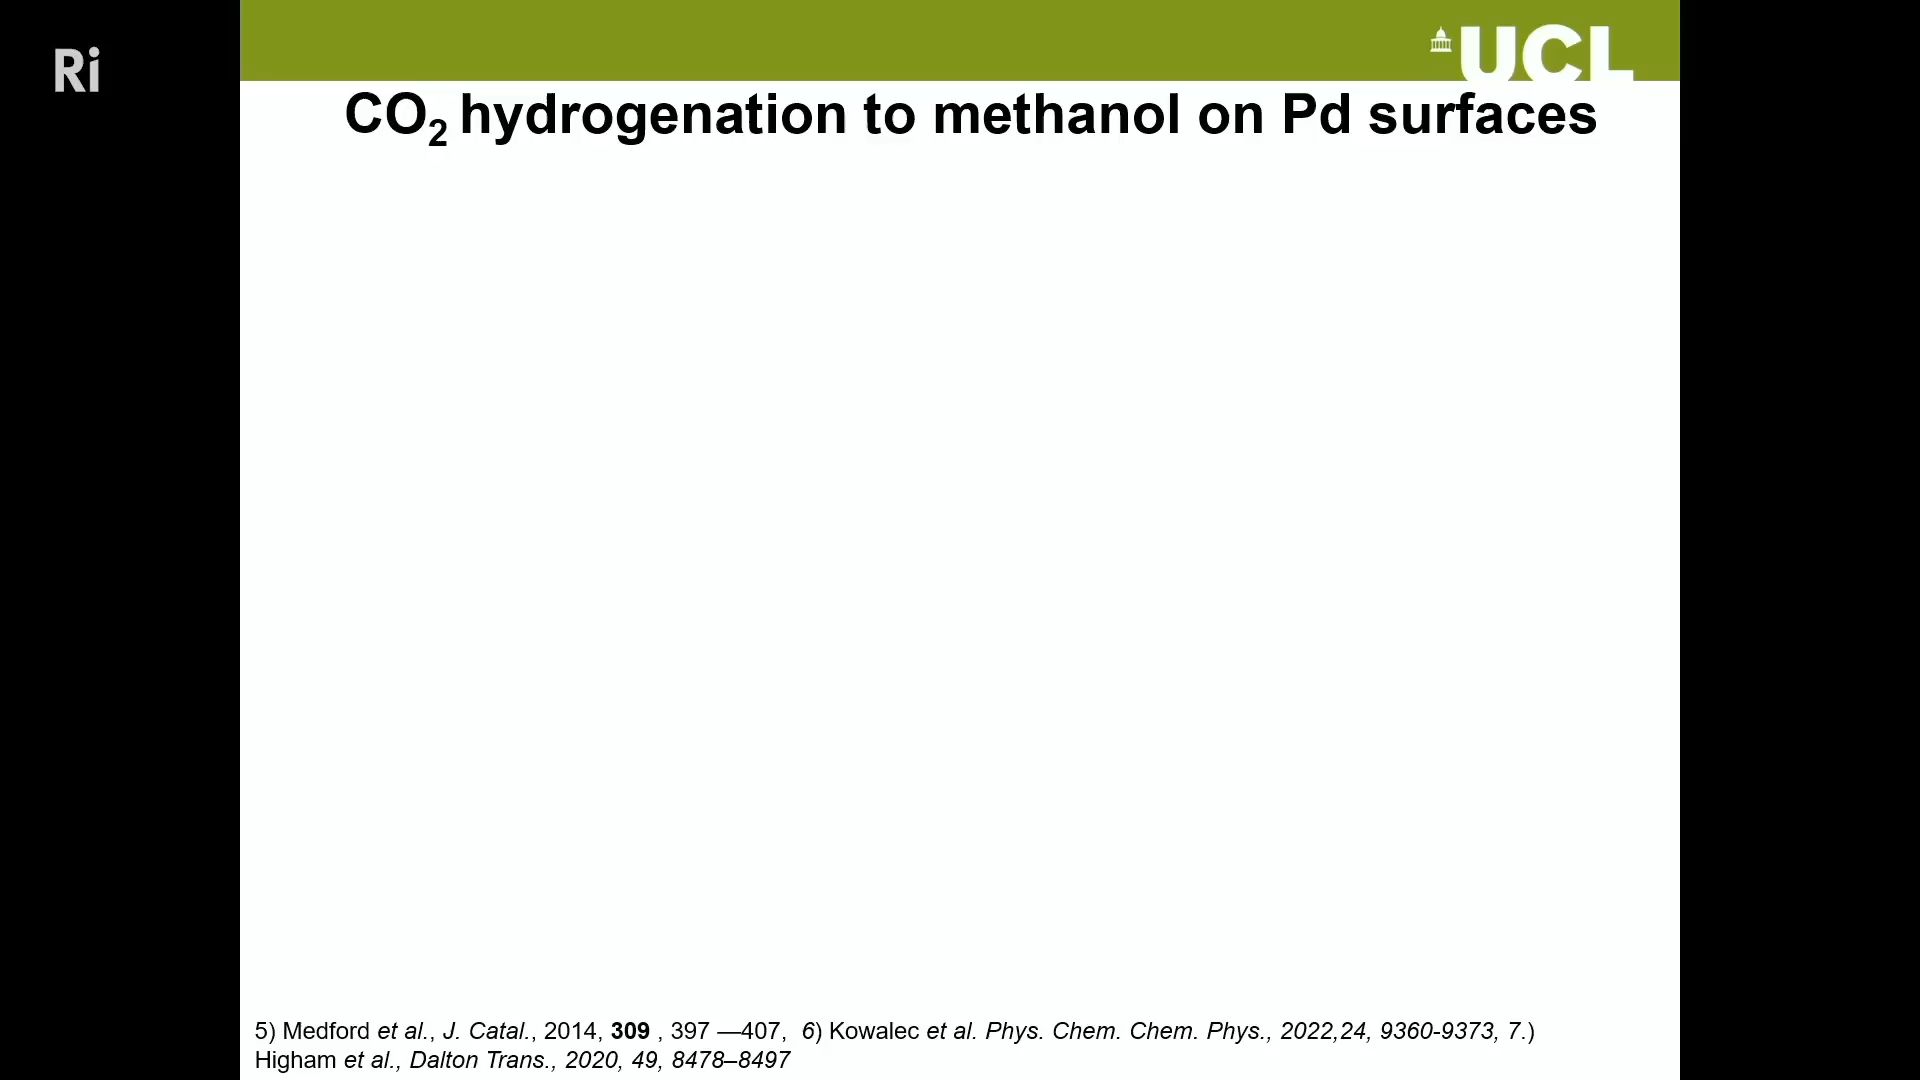 Ri
UCL
CO₂ hydrogenation to methanol on Pd surfaces
5) Medford et al., J. Catal., 2014, 309 , 397 —407,  6) Kowalec et al. Phys. Chem. Chem. Phys., 2022,24, 9360-9373, 7.)
Higham et al., Dalton Trans., 2020, 49, 8478–8497